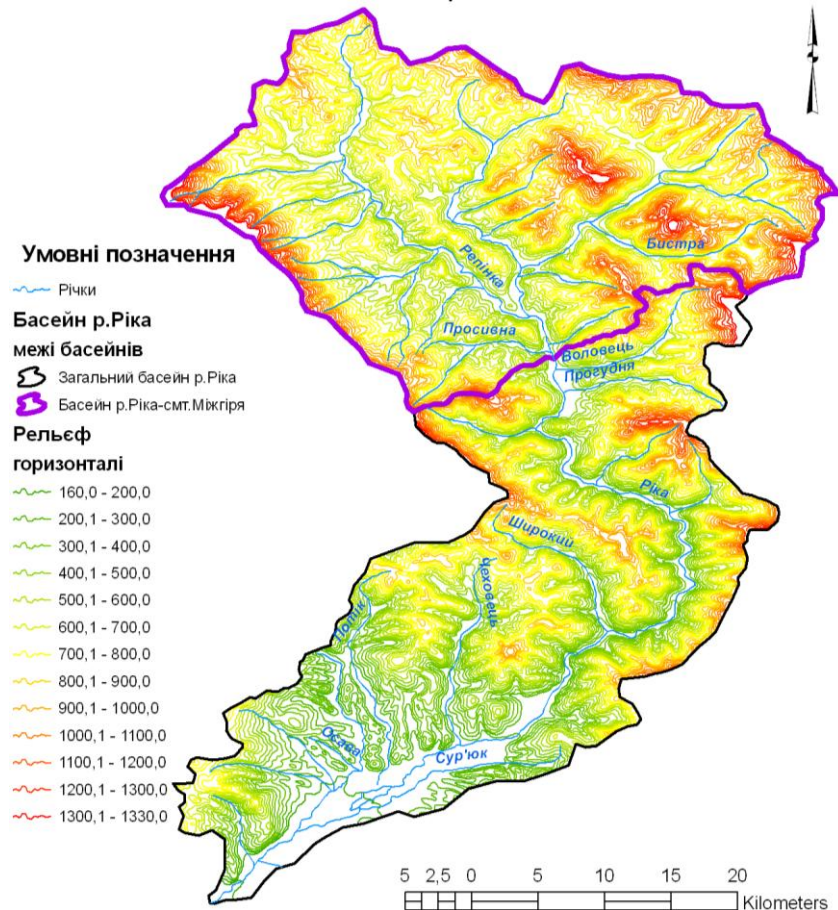 Умовні позначення
Річки
Басейн р.Ріка
межі басейнів
Загальний басейн р.Ріка
Басейн р.Ріка-смт.Міжгіря
Рельєф
горизонталі
160,0 - 200,0
200,1 - 300,0
300,1 - 400,0
400,1 - 500,0
500,1 - 600,0
600,1 - 700,0
700,1 - 800,0
800,1 - 900,0
900,1 - 1000,0
1000,1 - 1100,0
1100,1 - 1200,0
1200,1 - 1300,0
1300,1 - 1330,0
Бистра
Репінка
Просивна
Воловець
Прогудня
Ріка
Широкий
Чеховець
Потік
Осава
Сур'юк
5 2,5 0 5 10 15 20
Kilometers